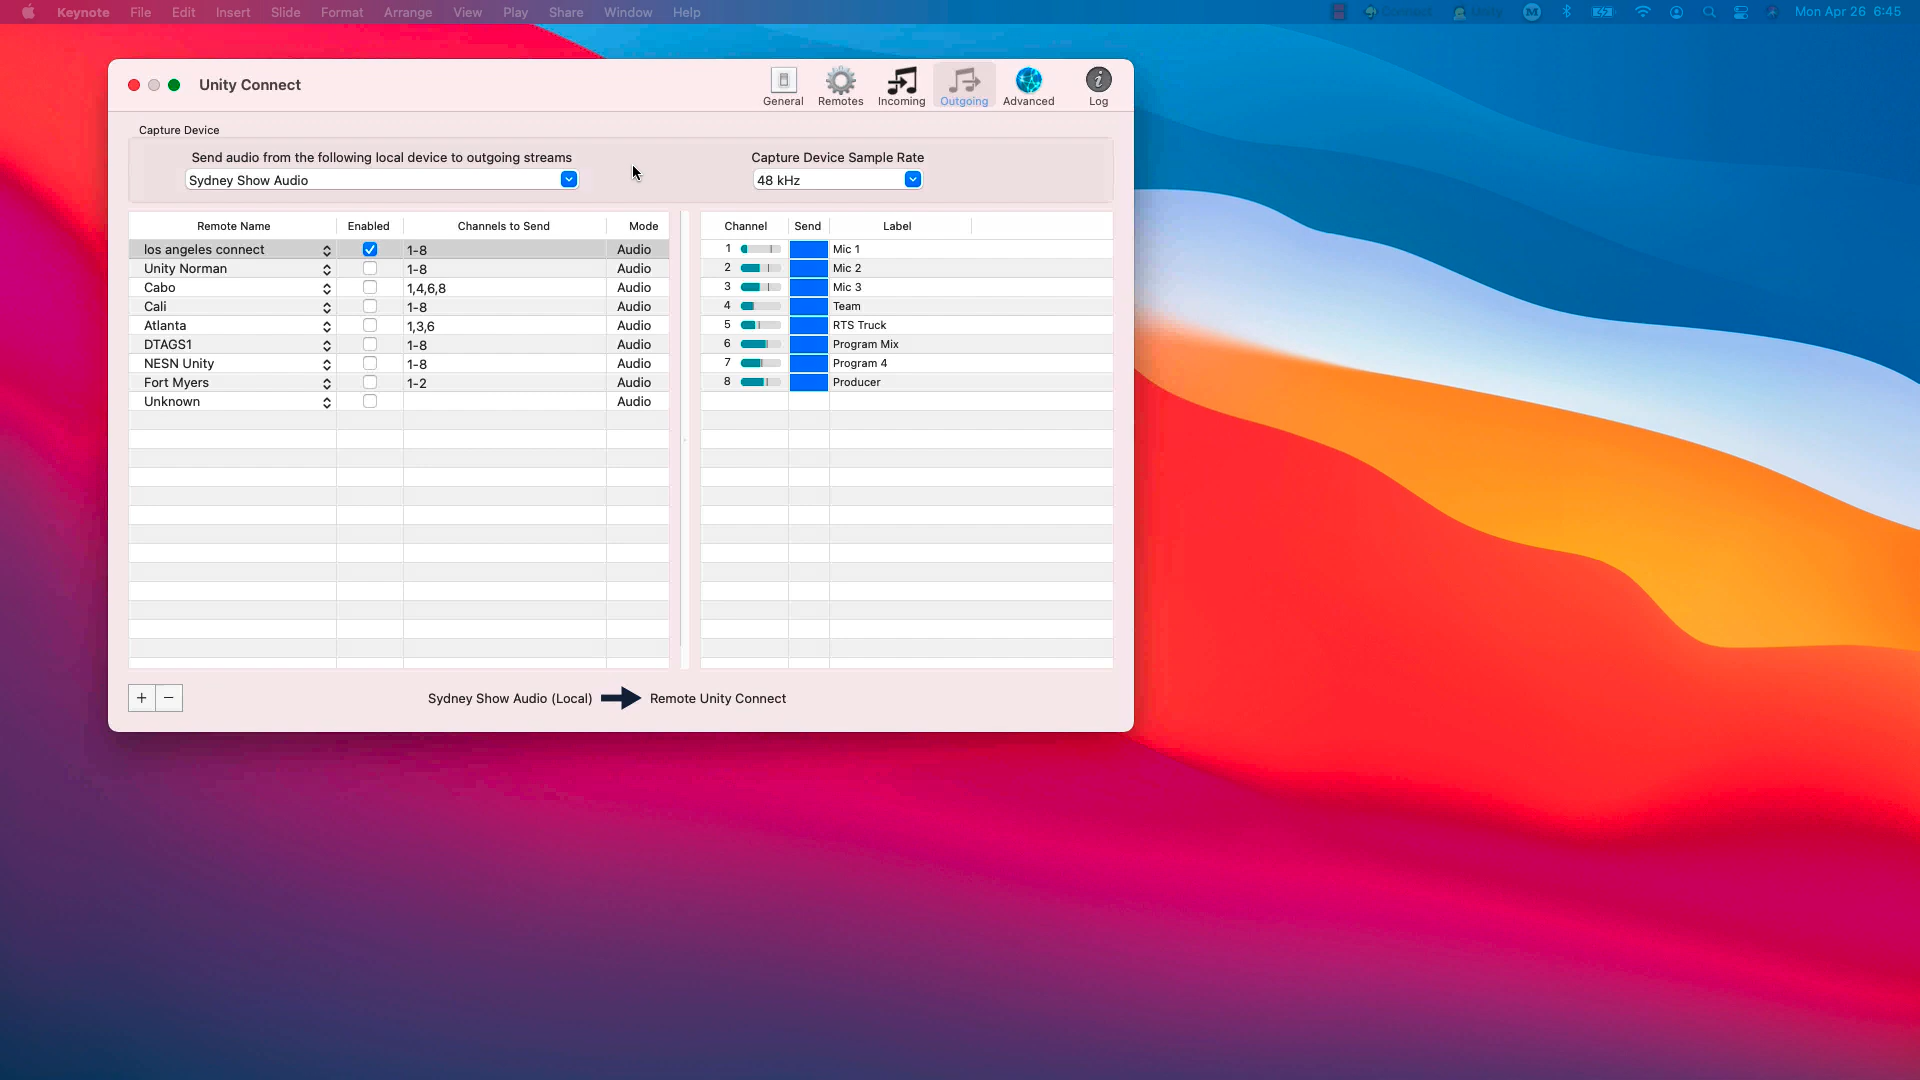 Keynote File Edit Insert Slide Format Arrange View Play Share Window Help Connect Unity M Mon Apr 26 6:45
Unity Connect
General Remotes Incoming Outgoing Advanced Log
Capture Device
Send audio from the following local device to outgoing streams
Capture Device Sample Rate
Sydney Show Audio
48 kHz
Remote Name Enabled Channels to Send Mode
los angeles connect 1-8 Audio
Unity Norman 1-8 Audio
Cabo 1,4,6,8 Audio
Cali 1-8 Audio
Atlanta 1,3,6 Audio
DTAGS1 1-8 Audio
NESN Unity 1-8 Audio
Fort Myers 1-2 Audio
Unknown Audio
Channel Send Label
1 Mic 1
2 Mic 2
3 Mic 3
4 Team
5 RTS Truck
6 Program Mix
7 Program 4
8 Producer
+ −
Sydney Show Audio (Local) Remote Unity Connect